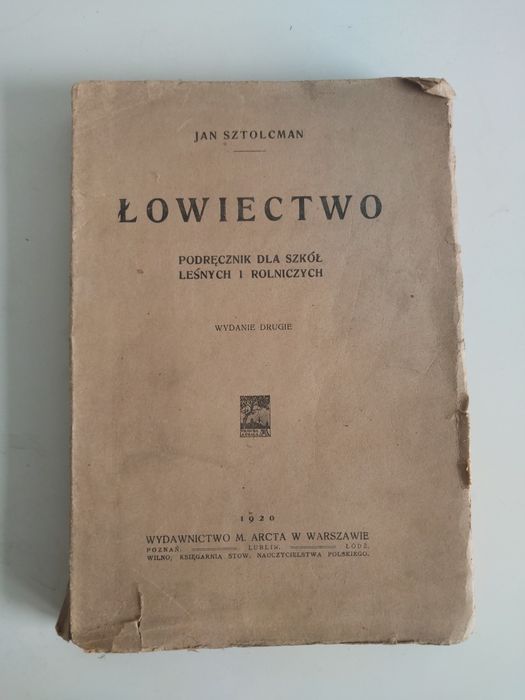 JAN SZTOLCMAN
ŁOWIECTWO
PODRĘCZNIK DLA SZKÓŁ
LEŚNYCH I ROLNICZYCH
WYDANIE DRUGIE
1920
WYDAWNICTWO M. ARCTA W WARSZAWIE
POZNAŃ. LUBLIN. ŁÓDŹ.
WILNO, KSIĘGARNIA STOW. NAUCZYCIELSTWA POLSKIEGO.